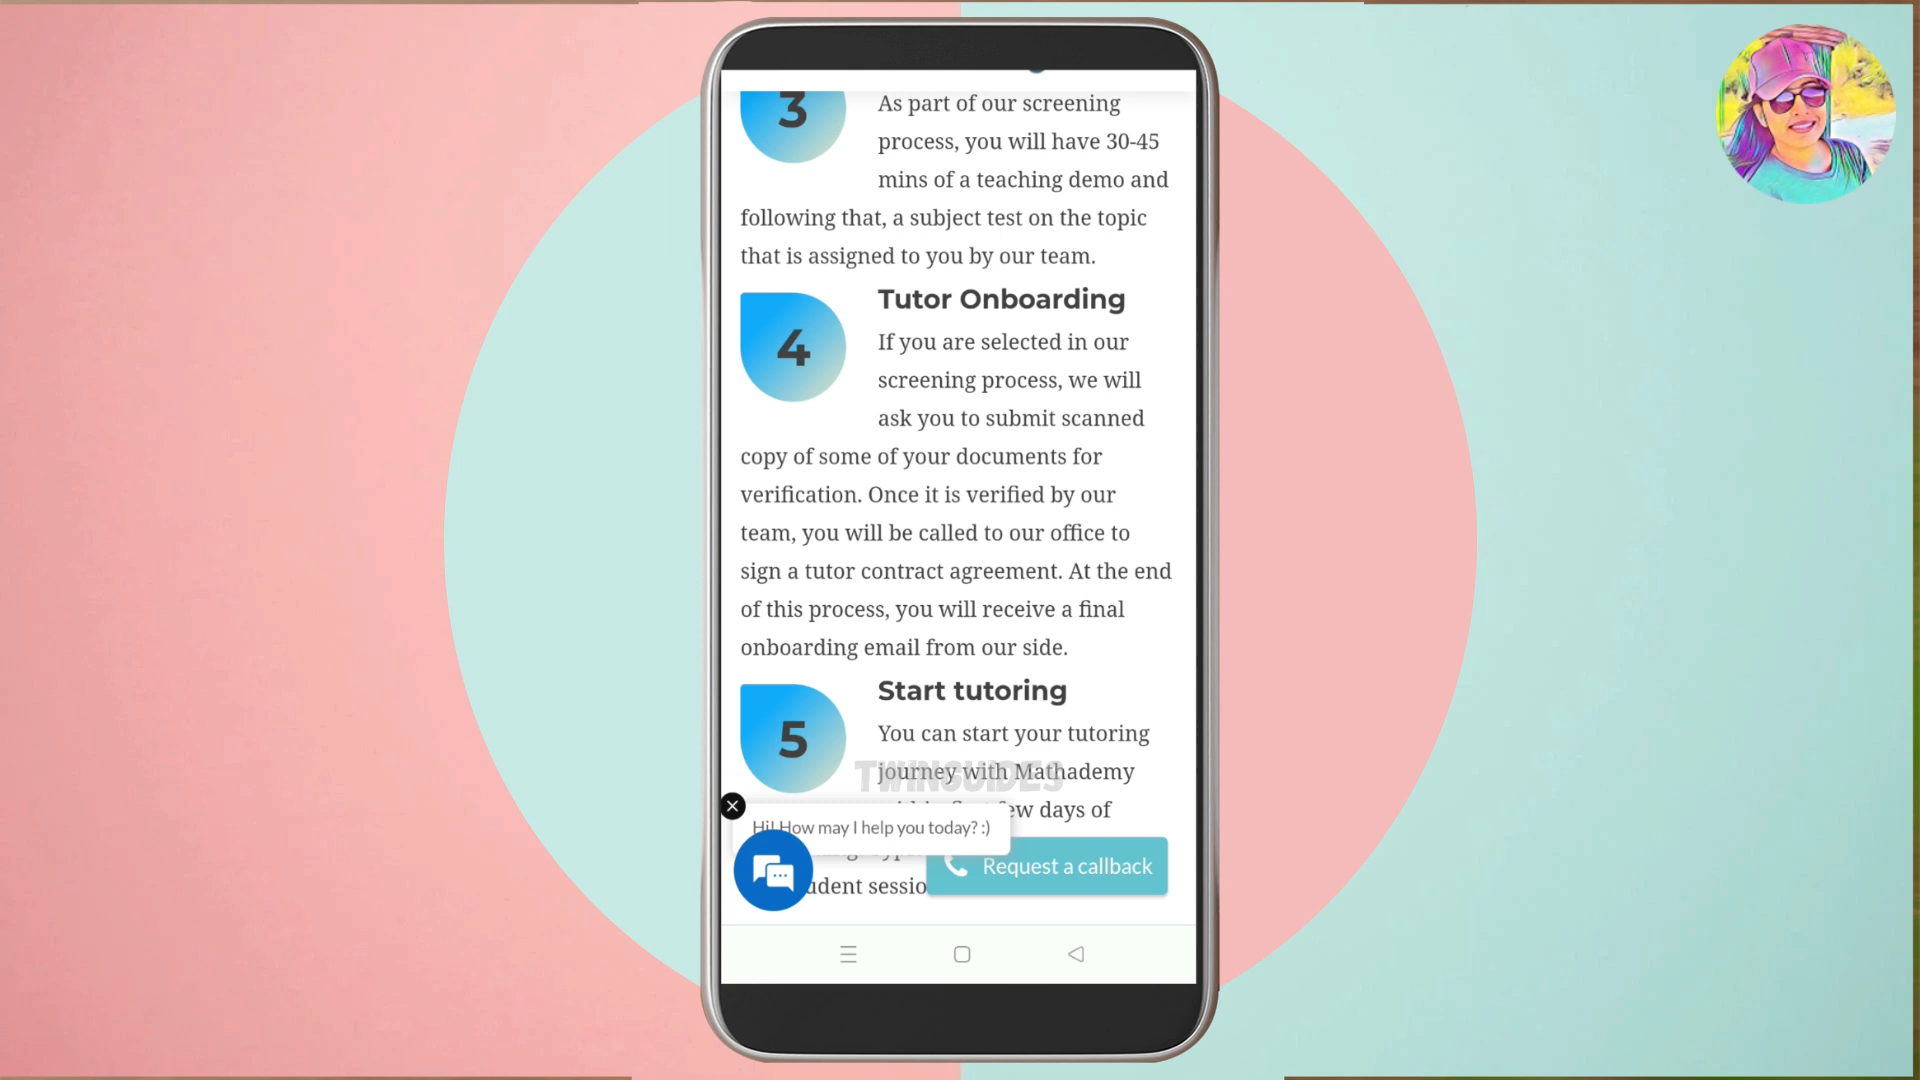 3
As part of our screening
process, you will have 30-45
mins of a teaching demo and
following that, a subject test on the topic
that is assigned to you by our team.
Tutor Onboarding
4
If you are selected in our
screening process, we will
ask you to submit scanned
copy of some of your documents for
verification. Once it is verified by our
team, you will be called to our office to
sign a tutor contract agreement. At the end
of this process, you will receive a final
onboarding email from our side.
Start tutoring
5
You can start your tutoring
journey with Mathademy
TWINGUIDES
few days of
Hi! How may I help you today? :)
Request a callback